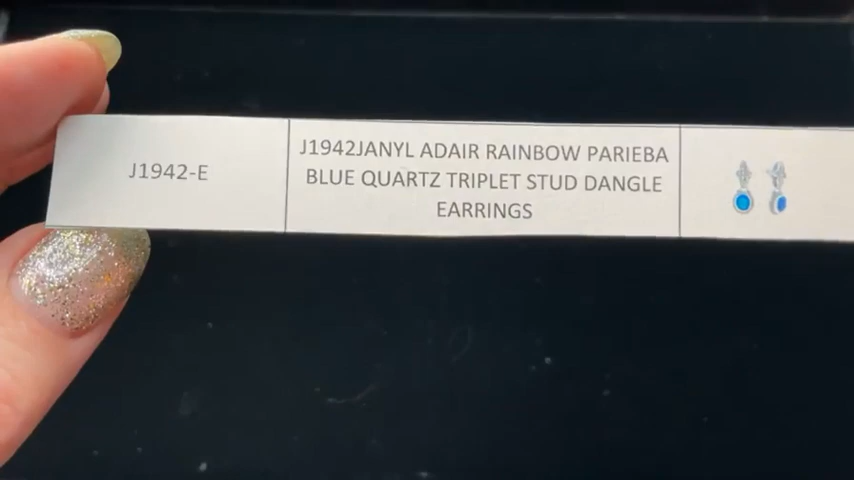 J1942-E
J1942JANYL ADAIR RAINBOW PARIEBA
BLUE QUARTZ TRIPLET STUD DANGLE
EARRINGS